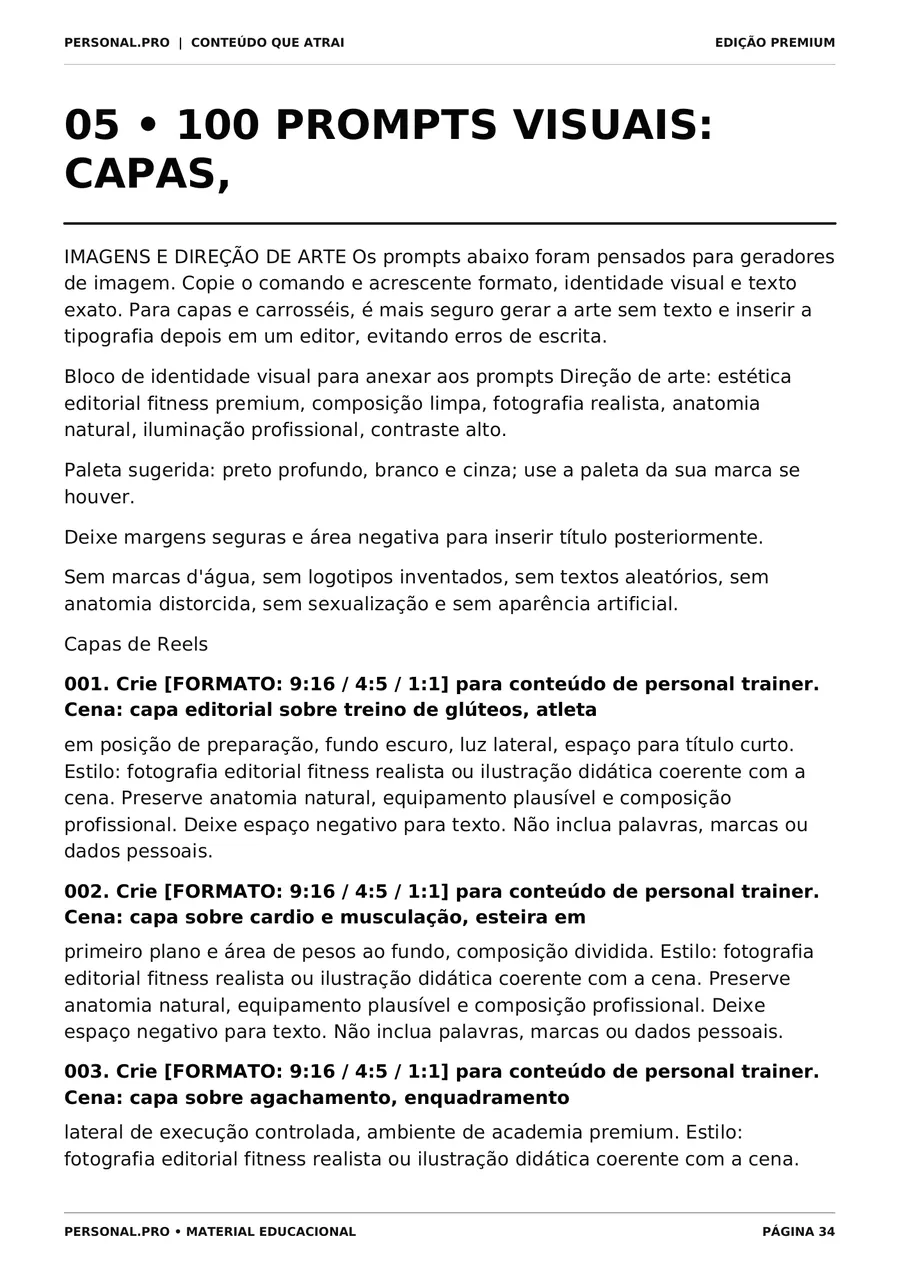 PERSONAL.PRO | CONTEÚDO QUE ATRAI
EDIÇÃO PREMIUM
05 • 100 PROMPTS VISUAIS:
CAPAS,
IMAGENS E DIREÇÃO DE ARTE Os prompts abaixo foram pensados para geradores
de imagem. Copie o comando e acrescente formato, identidade visual e texto
exato. Para capas e carrosséis, é mais seguro gerar a arte sem texto e inserir a
tipografia depois em um editor, evitando erros de escrita.
Bloco de identidade visual para anexar aos prompts Direção de arte: estética
editorial fitness premium, composição limpa, fotografia realista, anatomia
natural, iluminação profissional, contraste alto.
Paleta sugerida: preto profundo, branco e cinza; use a paleta da sua marca se
houver.
Deixe margens seguras e área negativa para inserir título posteriormente.
Sem marcas d'água, sem logotipos inventados, sem textos aleatórios, sem
anatomia distorcida, sem sexualização e sem aparência artificial.
Capas de Reels
001. Crie [FORMATO: 9:16 / 4:5 / 1:1] para conteúdo de personal trainer.
Cena: capa editorial sobre treino de glúteos, atleta
em posição de preparação, fundo escuro, luz lateral, espaço para título curto.
Estilo: fotografia editorial fitness realista ou ilustração didática coerente com a
cena. Preserve anatomia natural, equipamento plausível e composição
profissional. Deixe espaço negativo para texto. Não inclua palavras, marcas ou
dados pessoais.
002. Crie [FORMATO: 9:16 / 4:5 / 1:1] para conteúdo de personal trainer.
Cena: capa sobre cardio e musculação, esteira em
primeiro plano e área de pesos ao fundo, composição dividida. Estilo: fotografia
editorial fitness realista ou ilustração didática coerente com a cena. Preserve
anatomia natural, equipamento plausível e composição profissional. Deixe
espaço negativo para texto. Não inclua palavras, marcas ou dados pessoais.
003. Crie [FORMATO: 9:16 / 4:5 / 1:1] para conteúdo de personal trainer.
Cena: capa sobre agachamento, enquadramento
lateral de execução controlada, ambiente de academia premium. Estilo:
fotografia editorial fitness realista ou ilustração didática coerente com a cena.
PERSONAL.PRO • MATERIAL EDUCACIONAL
PÁGINA 34